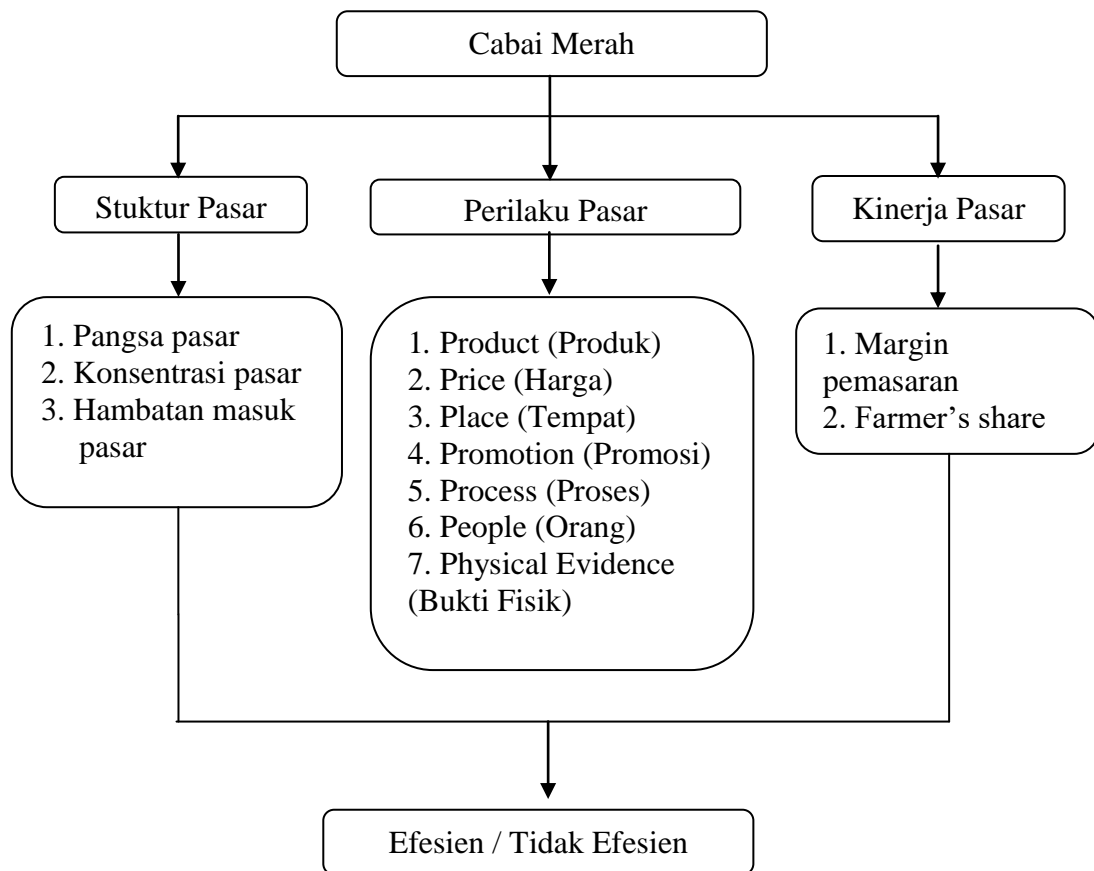 Cabai Merah
Stuktur Pasar
Perilaku Pasar
Kinerja Pasar
1. Pangsa pasar
2. Konsentrasi pasar
3. Hambatan masuk
pasar
1. Product (Produk)
2. Price (Harga)
3. Place (Tempat)
4. Promotion (Promosi)
5. Process (Proses)
6. People (Orang)
7. Physical Evidence
(Bukti Fisik)
1. Margin
pemasaran
2. Farmer’s share
Efesien / Tidak Efesien